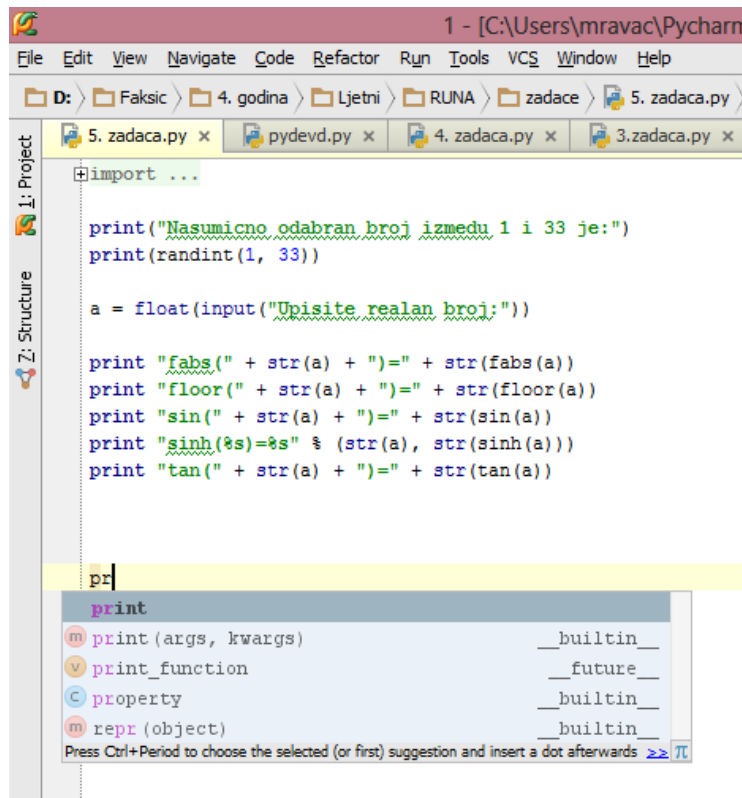 1 - [C:\Users\mravac\Pycharm
File Edit View Navigate Code Refactor Run Tools VCS Window Help
D: Faksic 4. godina Ljetni RUNA zadace 5. zadaca.py
5. zadaca.py × pydevd.py × 4. zadaca.py × 3.zadaca.py ×
1: Project
7: Structure
import ...
print("Nasumicno odabran broj izmedu 1 i 33 je:")
print(randint(1, 33))
a = float(input("Upisite realan broj:"))
print "fabs(" + str(a) + ")=" + str(fabs(a))
print "floor(" + str(a) + ")=" + str(floor(a))
print "sin(" + str(a) + ")=" + str(sin(a))
print "sinh(%s)=%s" % (str(a), str(sinh(a)))
print "tan(" + str(a) + ")=" + str(tan(a))
pr
print
m print(args, kwargs) __builtin__
v print_function __future__
c property __builtin__
m repr(object) __builtin__
Press Ctrl+Period to choose the selected (or first) suggestion and insert a dot afterwards >> π